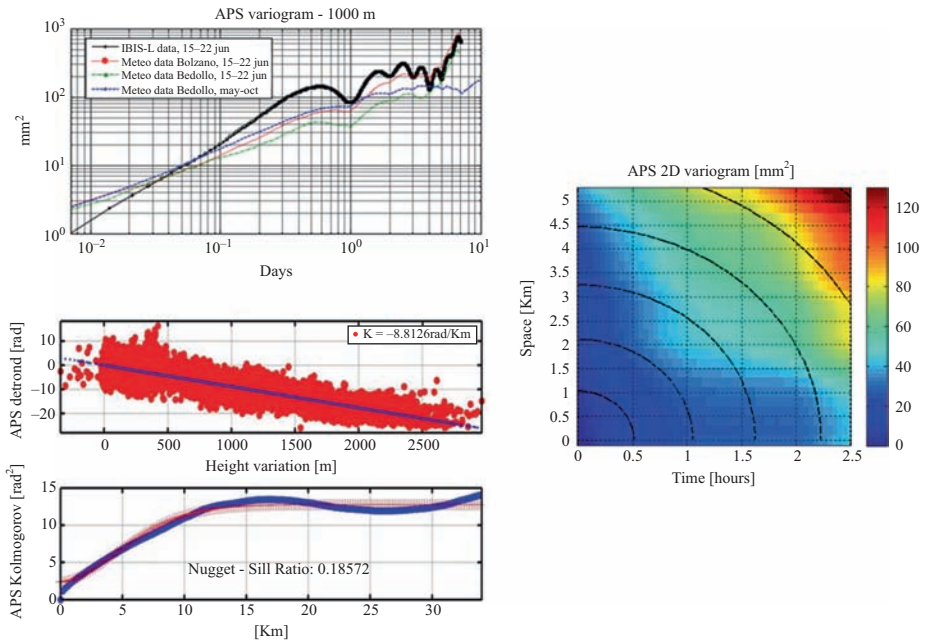 APS variogram - 1000 m
10³
10²
10¹
10⁰
mm²
IBIS-L data, 15–22 jun
Meteo data Bolzano, 15–22 jun
Meteo data Bedollo, 15–22 jun
Meteo data Bedollo, may-oct
10⁻² 10⁻¹ 10⁰ 10¹
Days
APS detrond [rad]
10
0
−10
−20
K = −8.8126rad/Km
0 500 1000 1500 2000 2500
Height variation [m]
APS Kolmogorov [rad²]
15
10
5
0
Nugget - Sill Ratio: 0.18572
0 5 10 15 20 25 30
[Km]
APS 2D variogram [mm²]
Space [Km]
5
4.5
4
3.5
3
2.5
2
1.5
1
0.5
0
0 0.5 1 1.5 2 2.5
Time [hours]
120
100
80
60
40
20
0